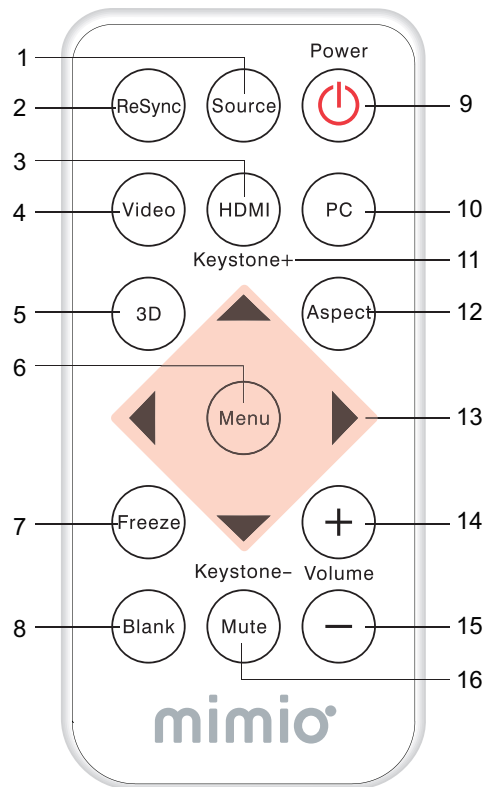 Power
1
2 ReSync Source 9
3
4 Video HDMI PC 10
Keystone+ 11
5 3D Aspect 12
6
Menu 13
7 Freeze + 14
Keystone– Volume
8 Blank Mute − 15
16
mimio